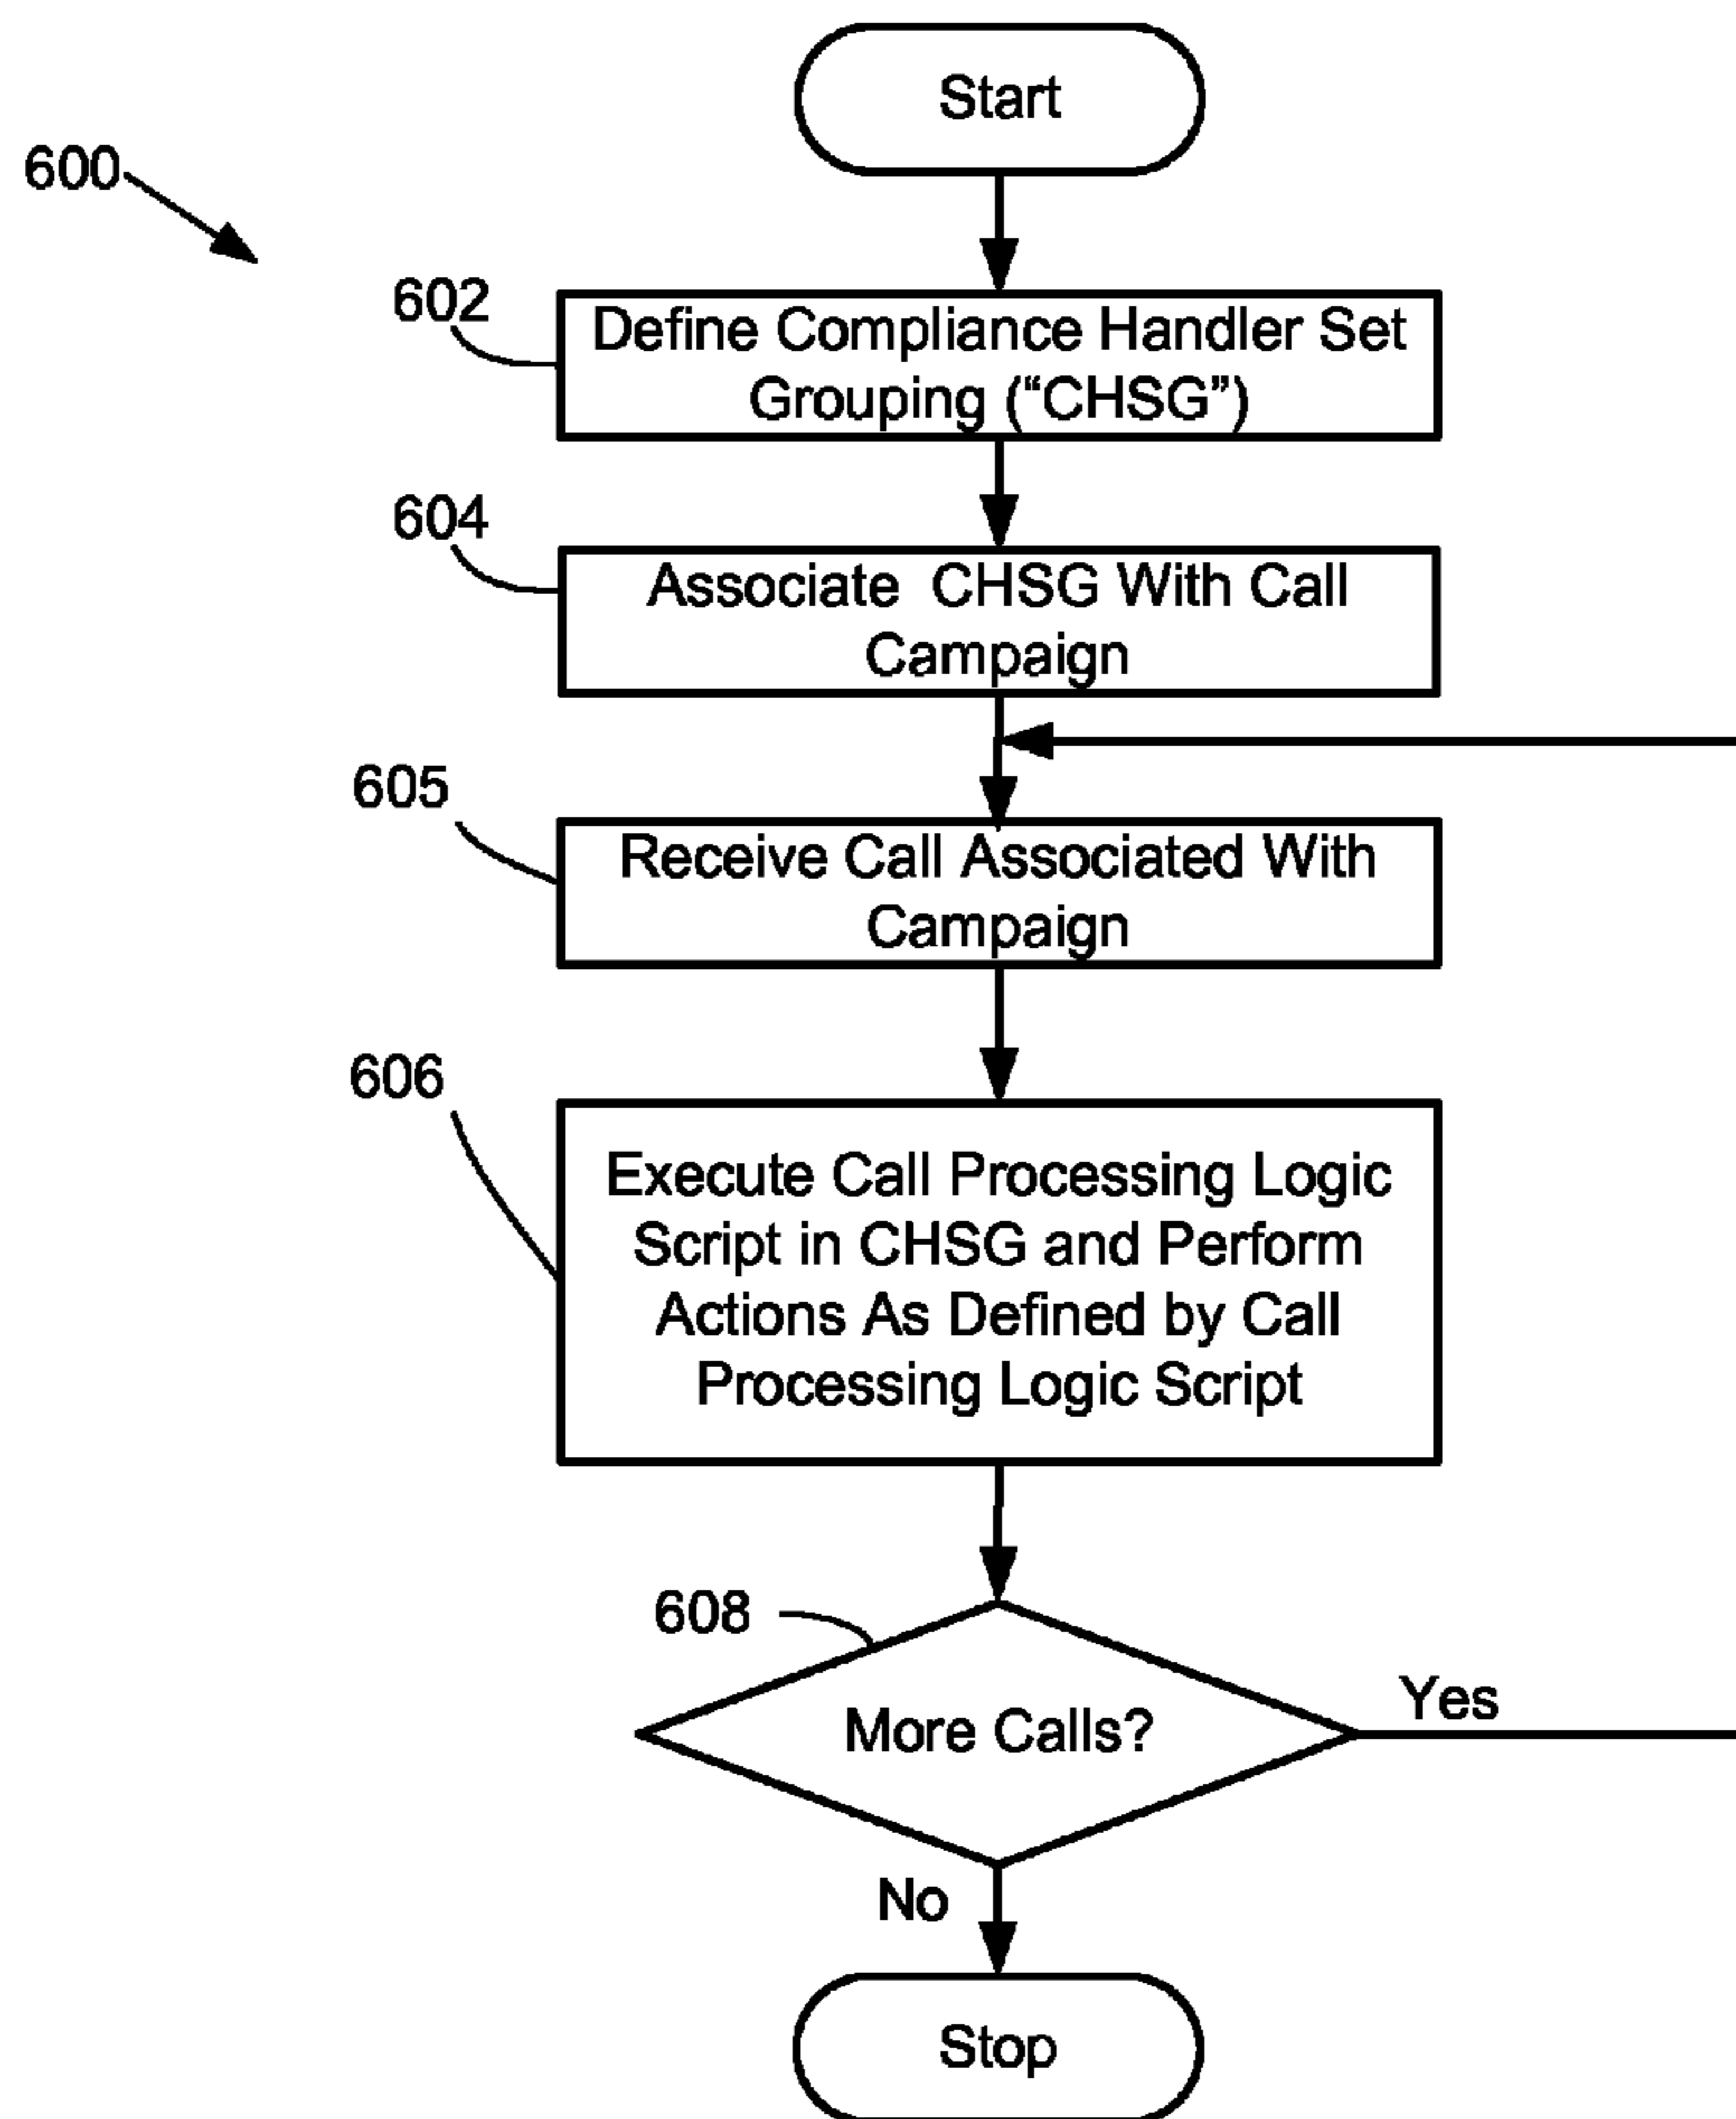 Start
600
602
Define Compliance Handler Set
Grouping (“CHSG”)
604
Associate CHSG With Call
Campaign
605
Receive Call Associated With
Campaign
606
Execute Call Processing Logic
Script in CHSG and Perform
Actions As Defined by Call
Processing Logic Script
608
More Calls?
Yes
No
Stop